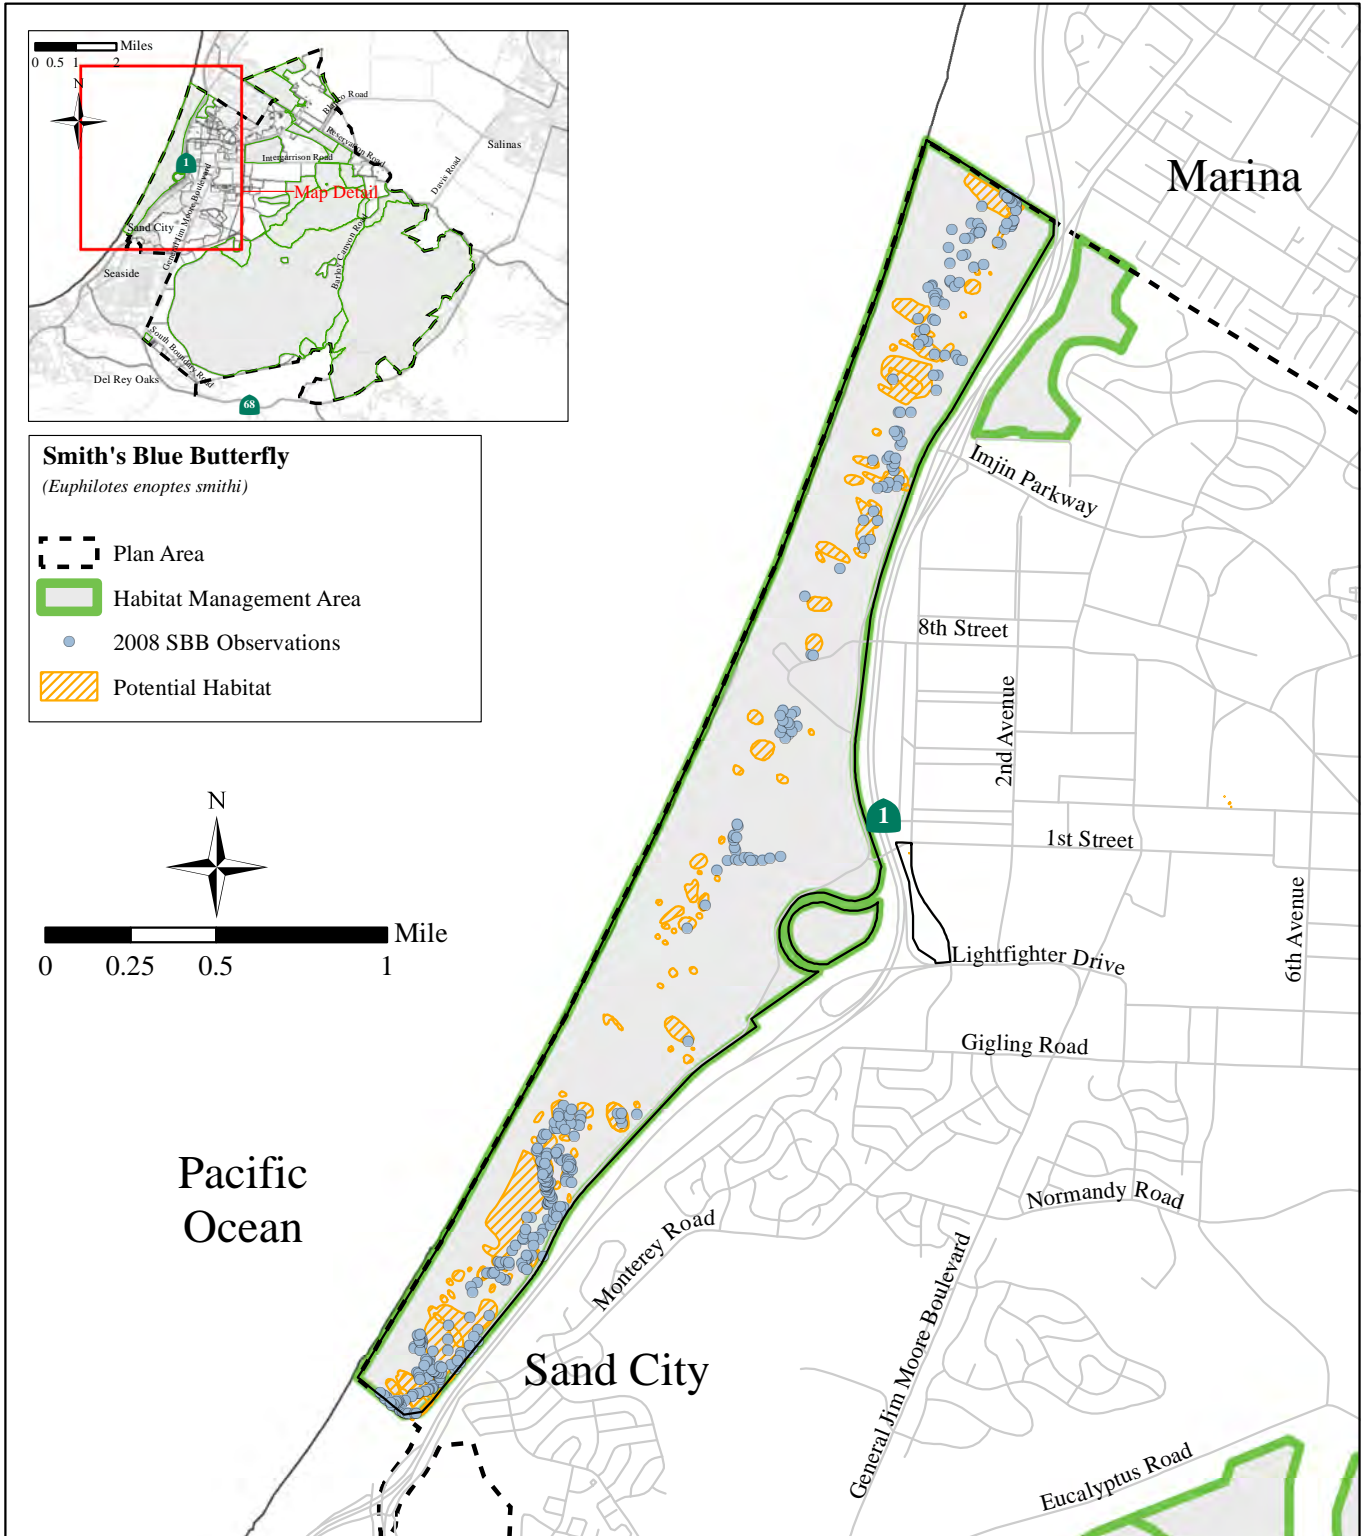 Miles
0 0.5 1 2
N
1
Blanco Road
Reservation Road
Intergarrison Road
Salinas
Davis Road
Map Detail
General Jim Moore Boulevard
Barloy Canyon Road
Sand City
Seaside
South Boundary Road
Del Rey Oaks
68
Smith's Blue Butterfly
(Euphilotes enoptes smithi)
Plan Area
Habitat Management Area
2008 SBB Observations
Potential Habitat
N
Mile
0 0.25 0.5 1
Marina
Imjin Parkway
8th Street
2nd Avenue
1
1st Street
6th Avenue
Lightfighter Drive
Gigling Road
Pacific
Ocean
Normandy Road
Monterey Road
General Jim Moore Boulevard
Sand City
Eucalyptus Road